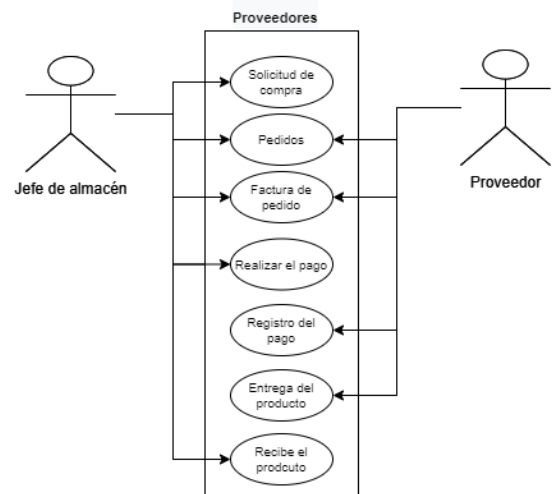 Proveedores
Solicitud de
compra
Pedidos
Factura de
pedido
Realizar el pago
Registro del
pago
Entrega del
producto
Recibe el
prodcuto
Jefe de almacén
Proveedor